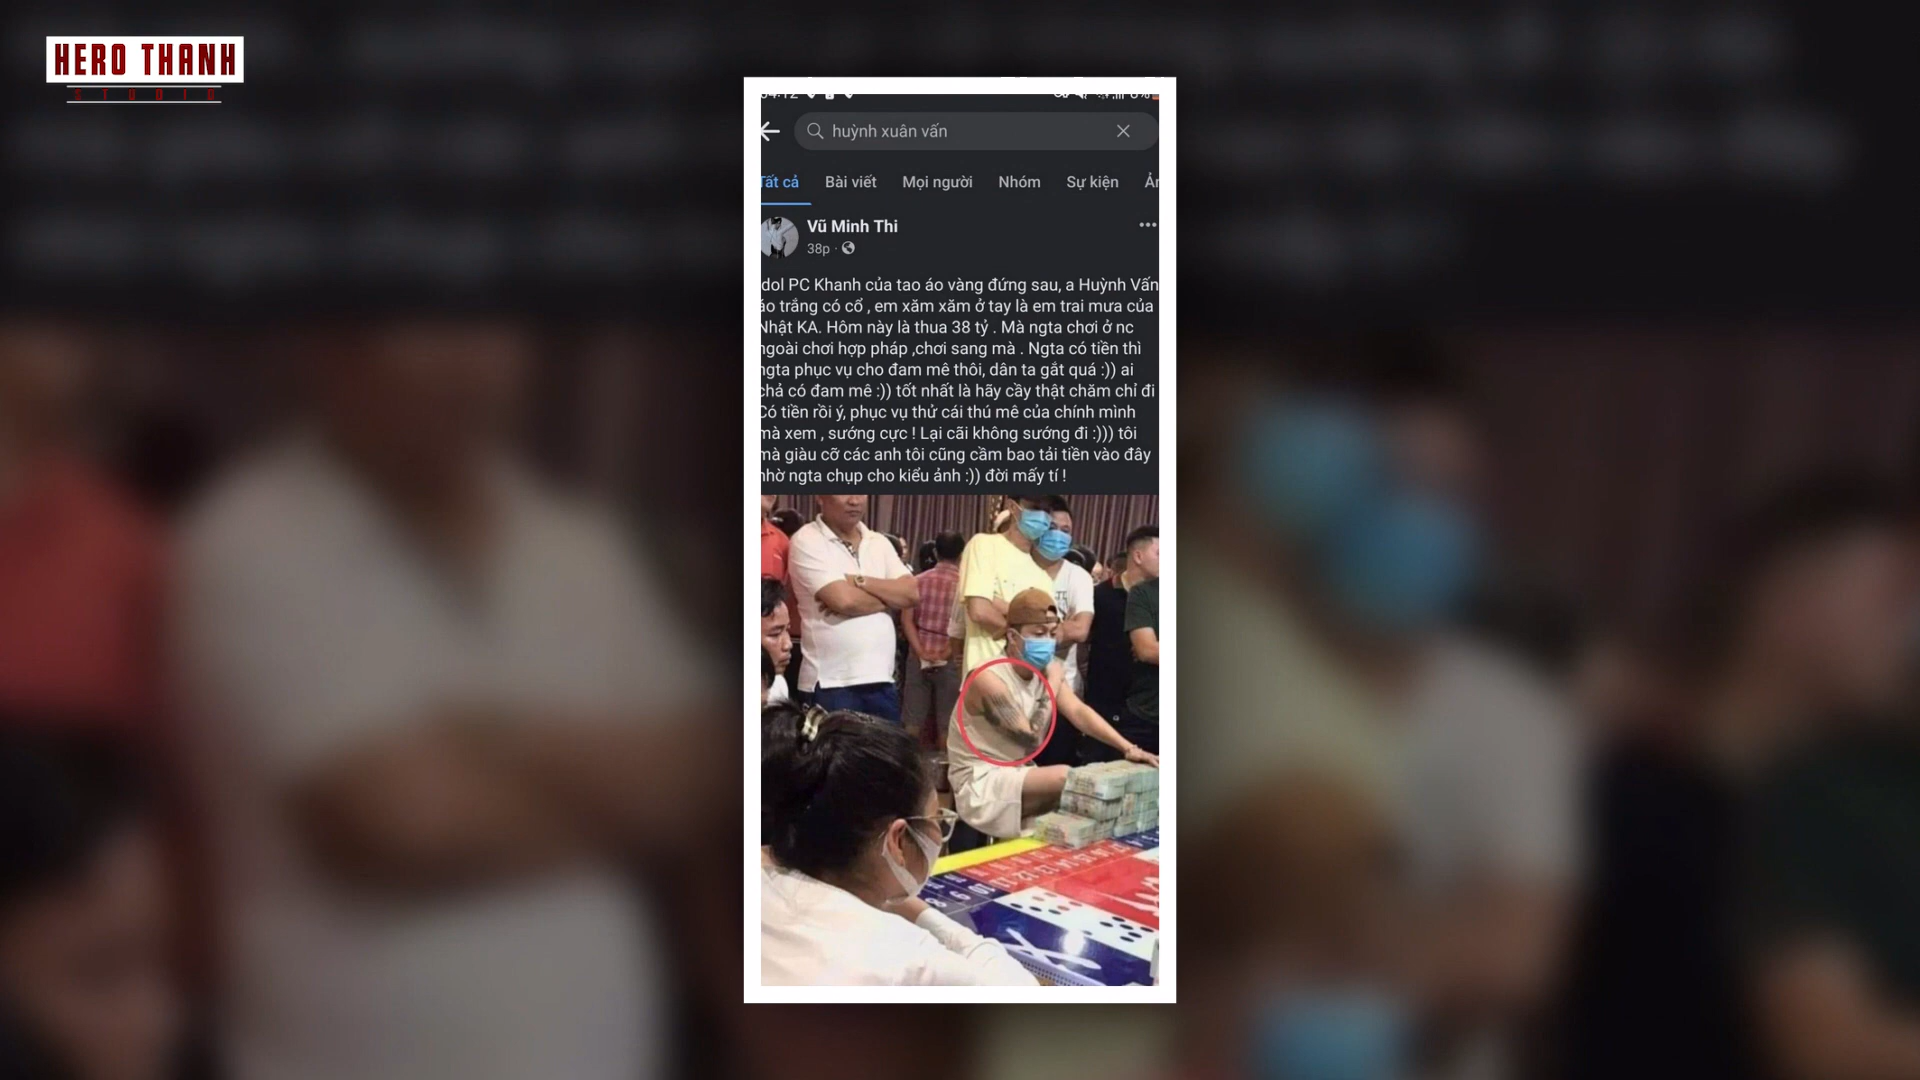 HERO THANH
STUDIO
huỳnh xuân vấn
Tất cả Bài viết Mọi người Nhóm Sự kiện Ản
Vũ Minh Thi
38p ·
dol PC Khanh của tao áo vàng đứng sau, a Huỳnh Vấn
áo trắng có cổ , em xăm xăm ở tay là em trai mưa của
Nhật KA. Hôm này là thua 38 tỷ . Mà ngta chơi ở nc
ngoài chơi hợp pháp ,chơi sang mà . Ngta có tiền thì
ngta phục vụ cho đam mê thôi, dân ta gắt quá :)) ai
chả có đam mê :)) tốt nhất là hãy cầy thật chăm chỉ đi
Có tiền rồi ý, phục vụ thử cái thú mê của chính mình
mà xem , sướng cực ! Lại cãi không sướng đi :))) tôi
mà giàu cỡ các anh tôi cũng cầm bao tải tiền vào đây
nhờ ngta chụp cho kiểu ảnh :)) đời mấy tí !